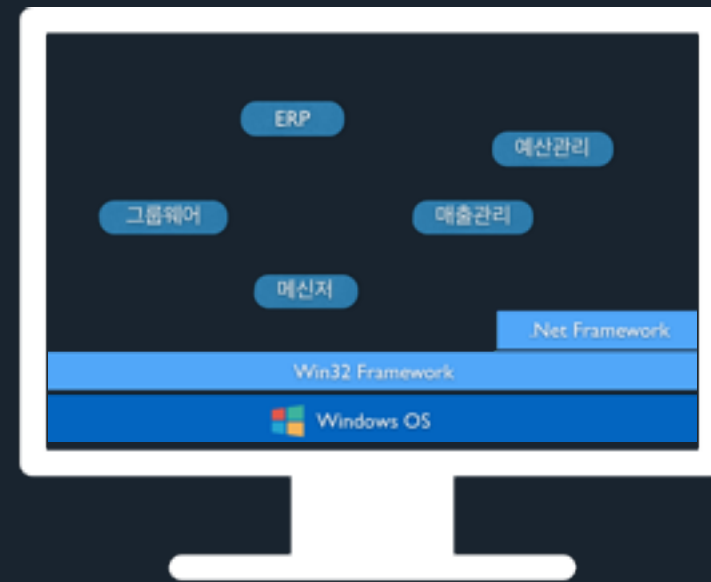 ERP
예산관리
그룹웨어
매출관리
메신저
.Net Framework
Win32 Framework
Windows OS